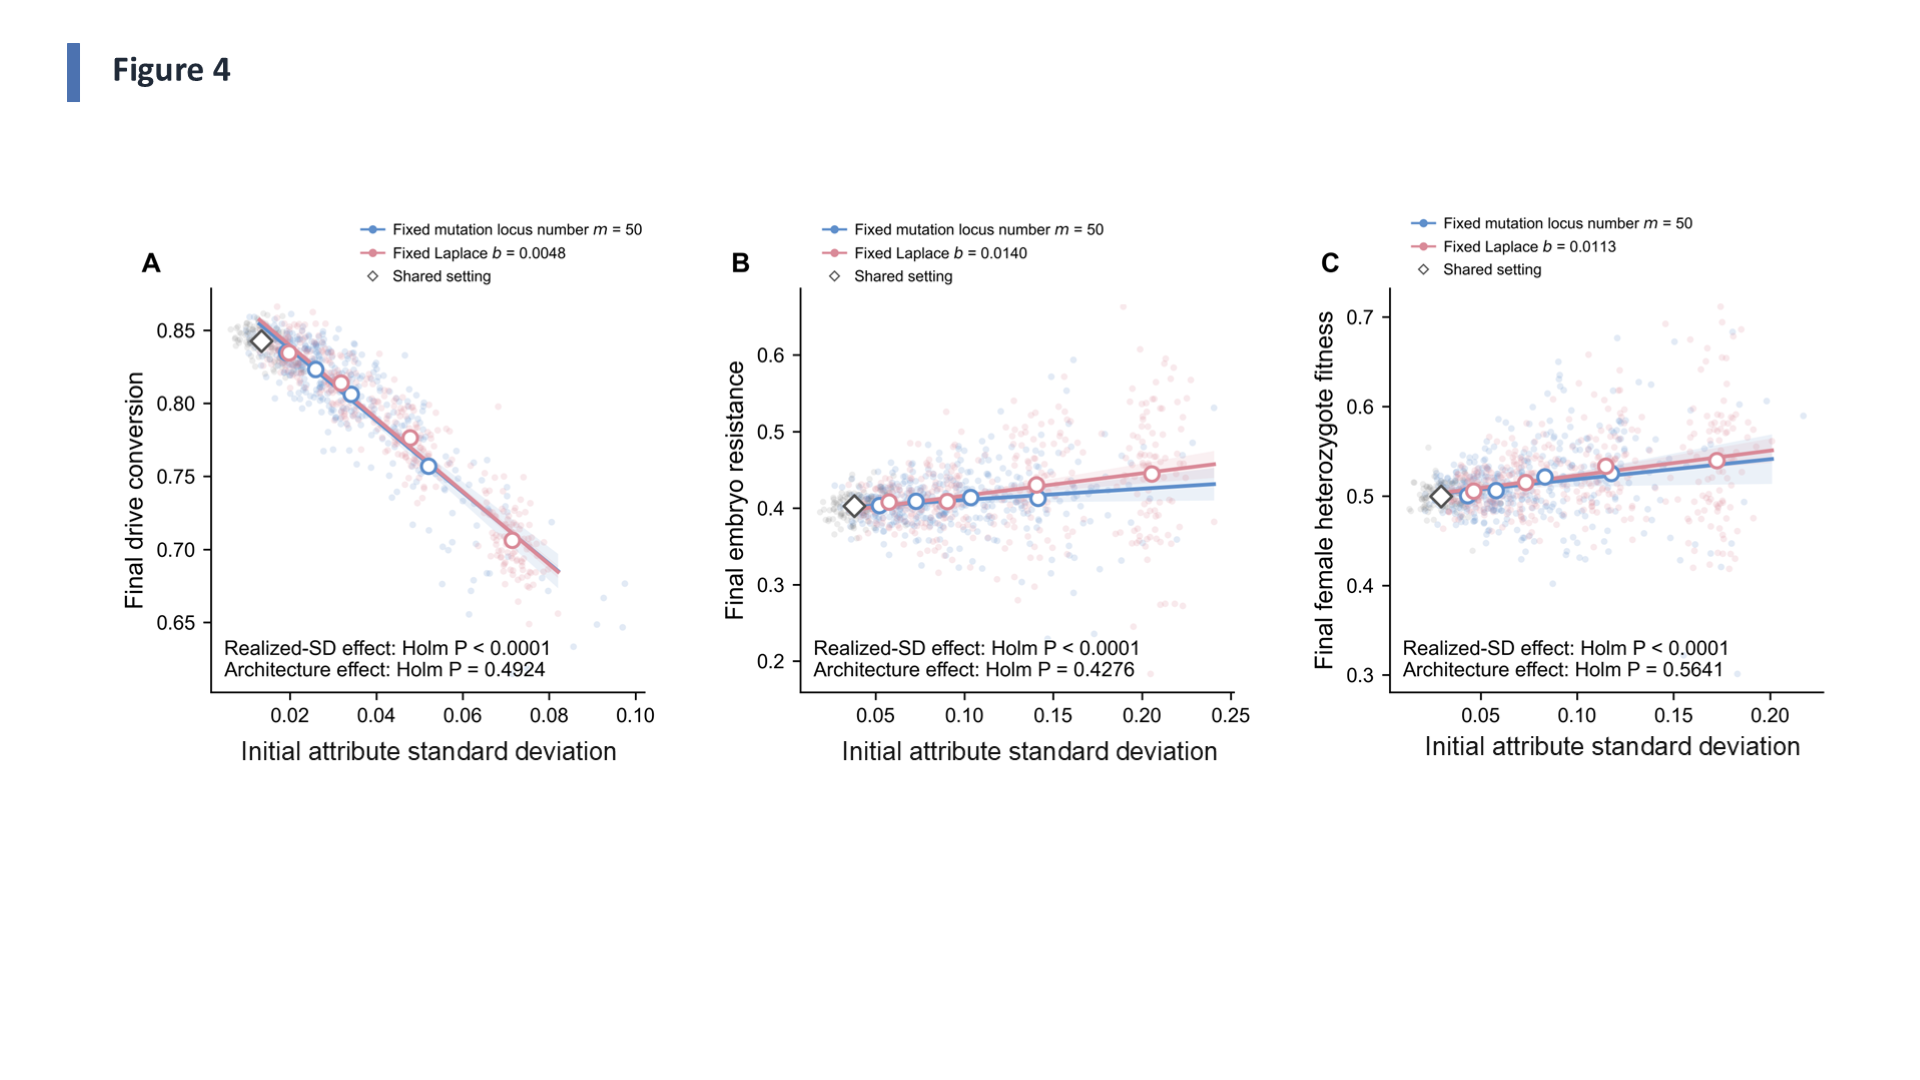 Figure 4
A
Fixed mutation locus number m = 50
Fixed Laplace b = 0.0048
Shared setting
Final drive conversion
0.85
0.80
0.75
0.70
0.65
Realized-SD effect: Holm P < 0.0001
Architecture effect: Holm P = 0.4924
0.02 0.04 0.06 0.08 0.10
Initial attribute standard deviation
B
Fixed mutation locus number m = 50
Fixed Laplace b = 0.0140
Shared setting
Final embryo resistance
0.6
0.5
0.4
0.3
0.2
Realized-SD effect: Holm P < 0.0001
Architecture effect: Holm P = 0.4276
0.05 0.10 0.15 0.20 0.25
Initial attribute standard deviation
C
Fixed mutation locus number m = 50
Fixed Laplace b = 0.0113
Shared setting
Final female heterozygote fitness
0.7
0.6
0.5
0.4
0.3
Realized-SD effect: Holm P < 0.0001
Architecture effect: Holm P = 0.5641
0.05 0.10 0.15 0.20
Initial attribute standard deviation